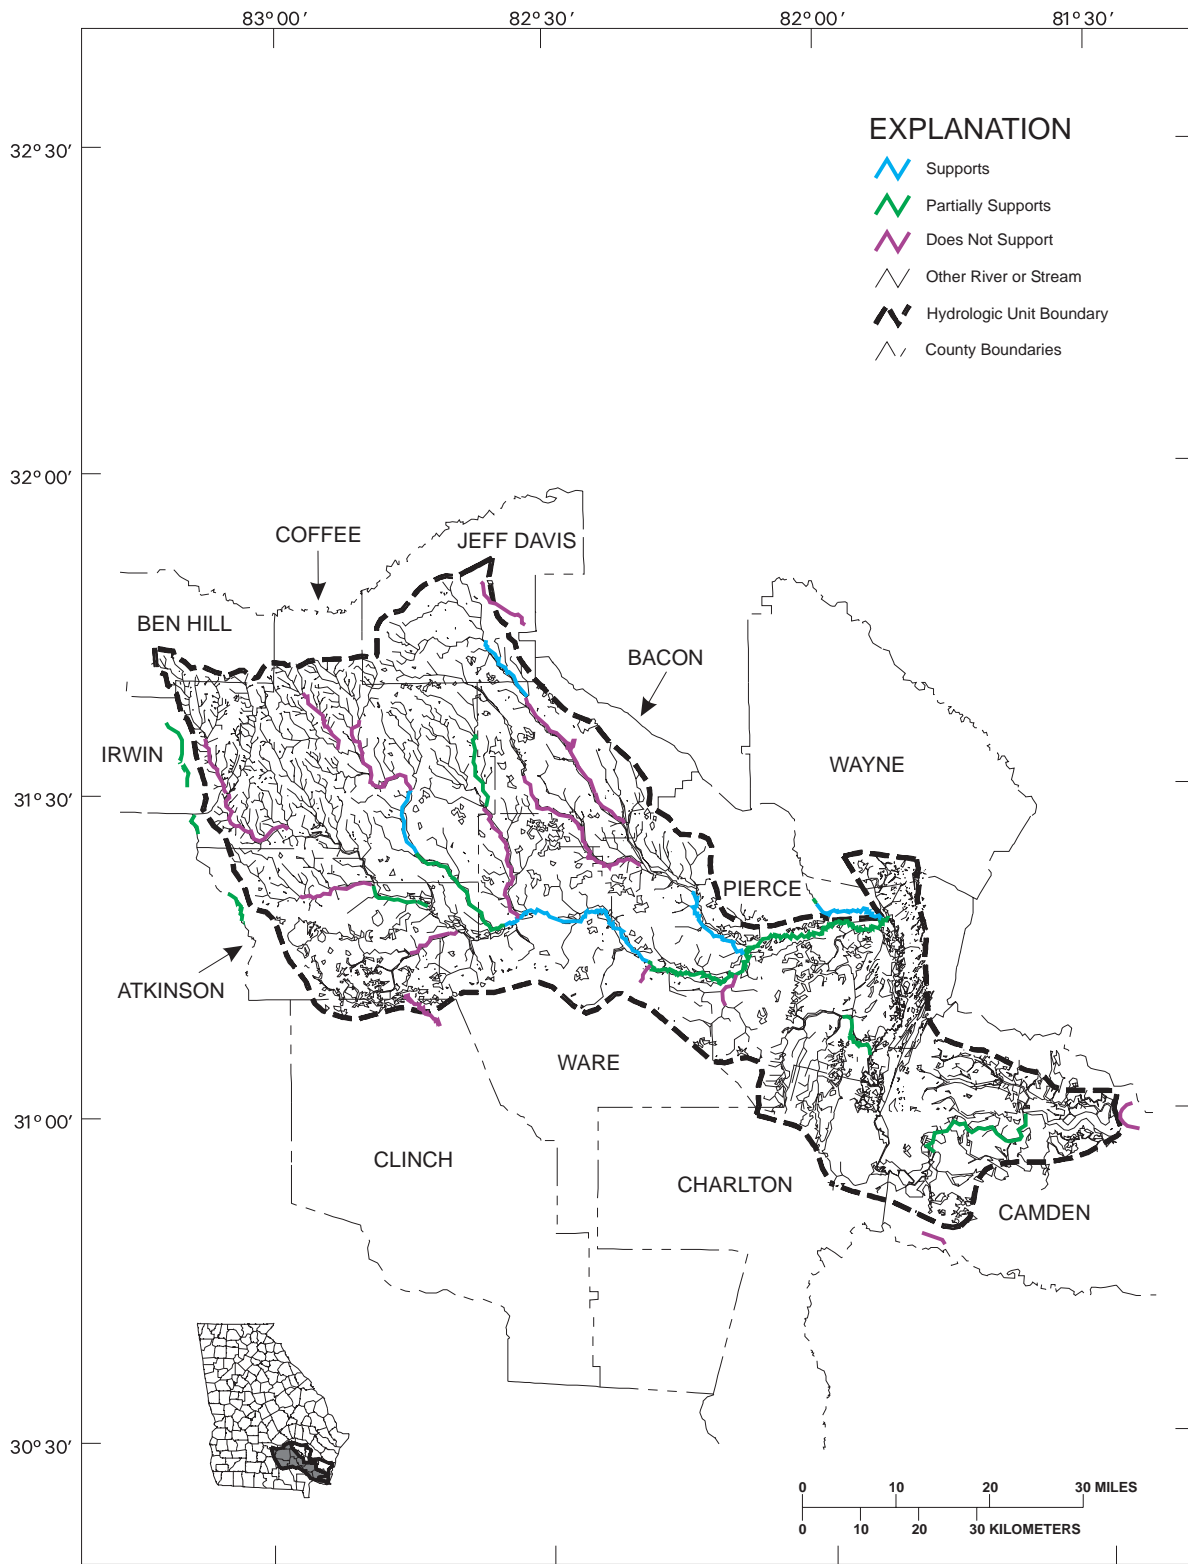 83°00′ 82°30′ 82°00′ 81°30′
EXPLANATION
32°30′
Supports
Partially Supports
Does Not Support
Other River or Stream
Hydrologic Unit Boundary
County Boundaries
32°00′
COFFEE
JEFF DAVIS
BEN HILL
BACON
IRWIN
WAYNE
31°30′
PIERCE
ATKINSON
WARE
31°00′
CLINCH
CHARLTON
CAMDEN
30°30′
0 10 20 30 MILES
0 10 20 30 KILOMETERS